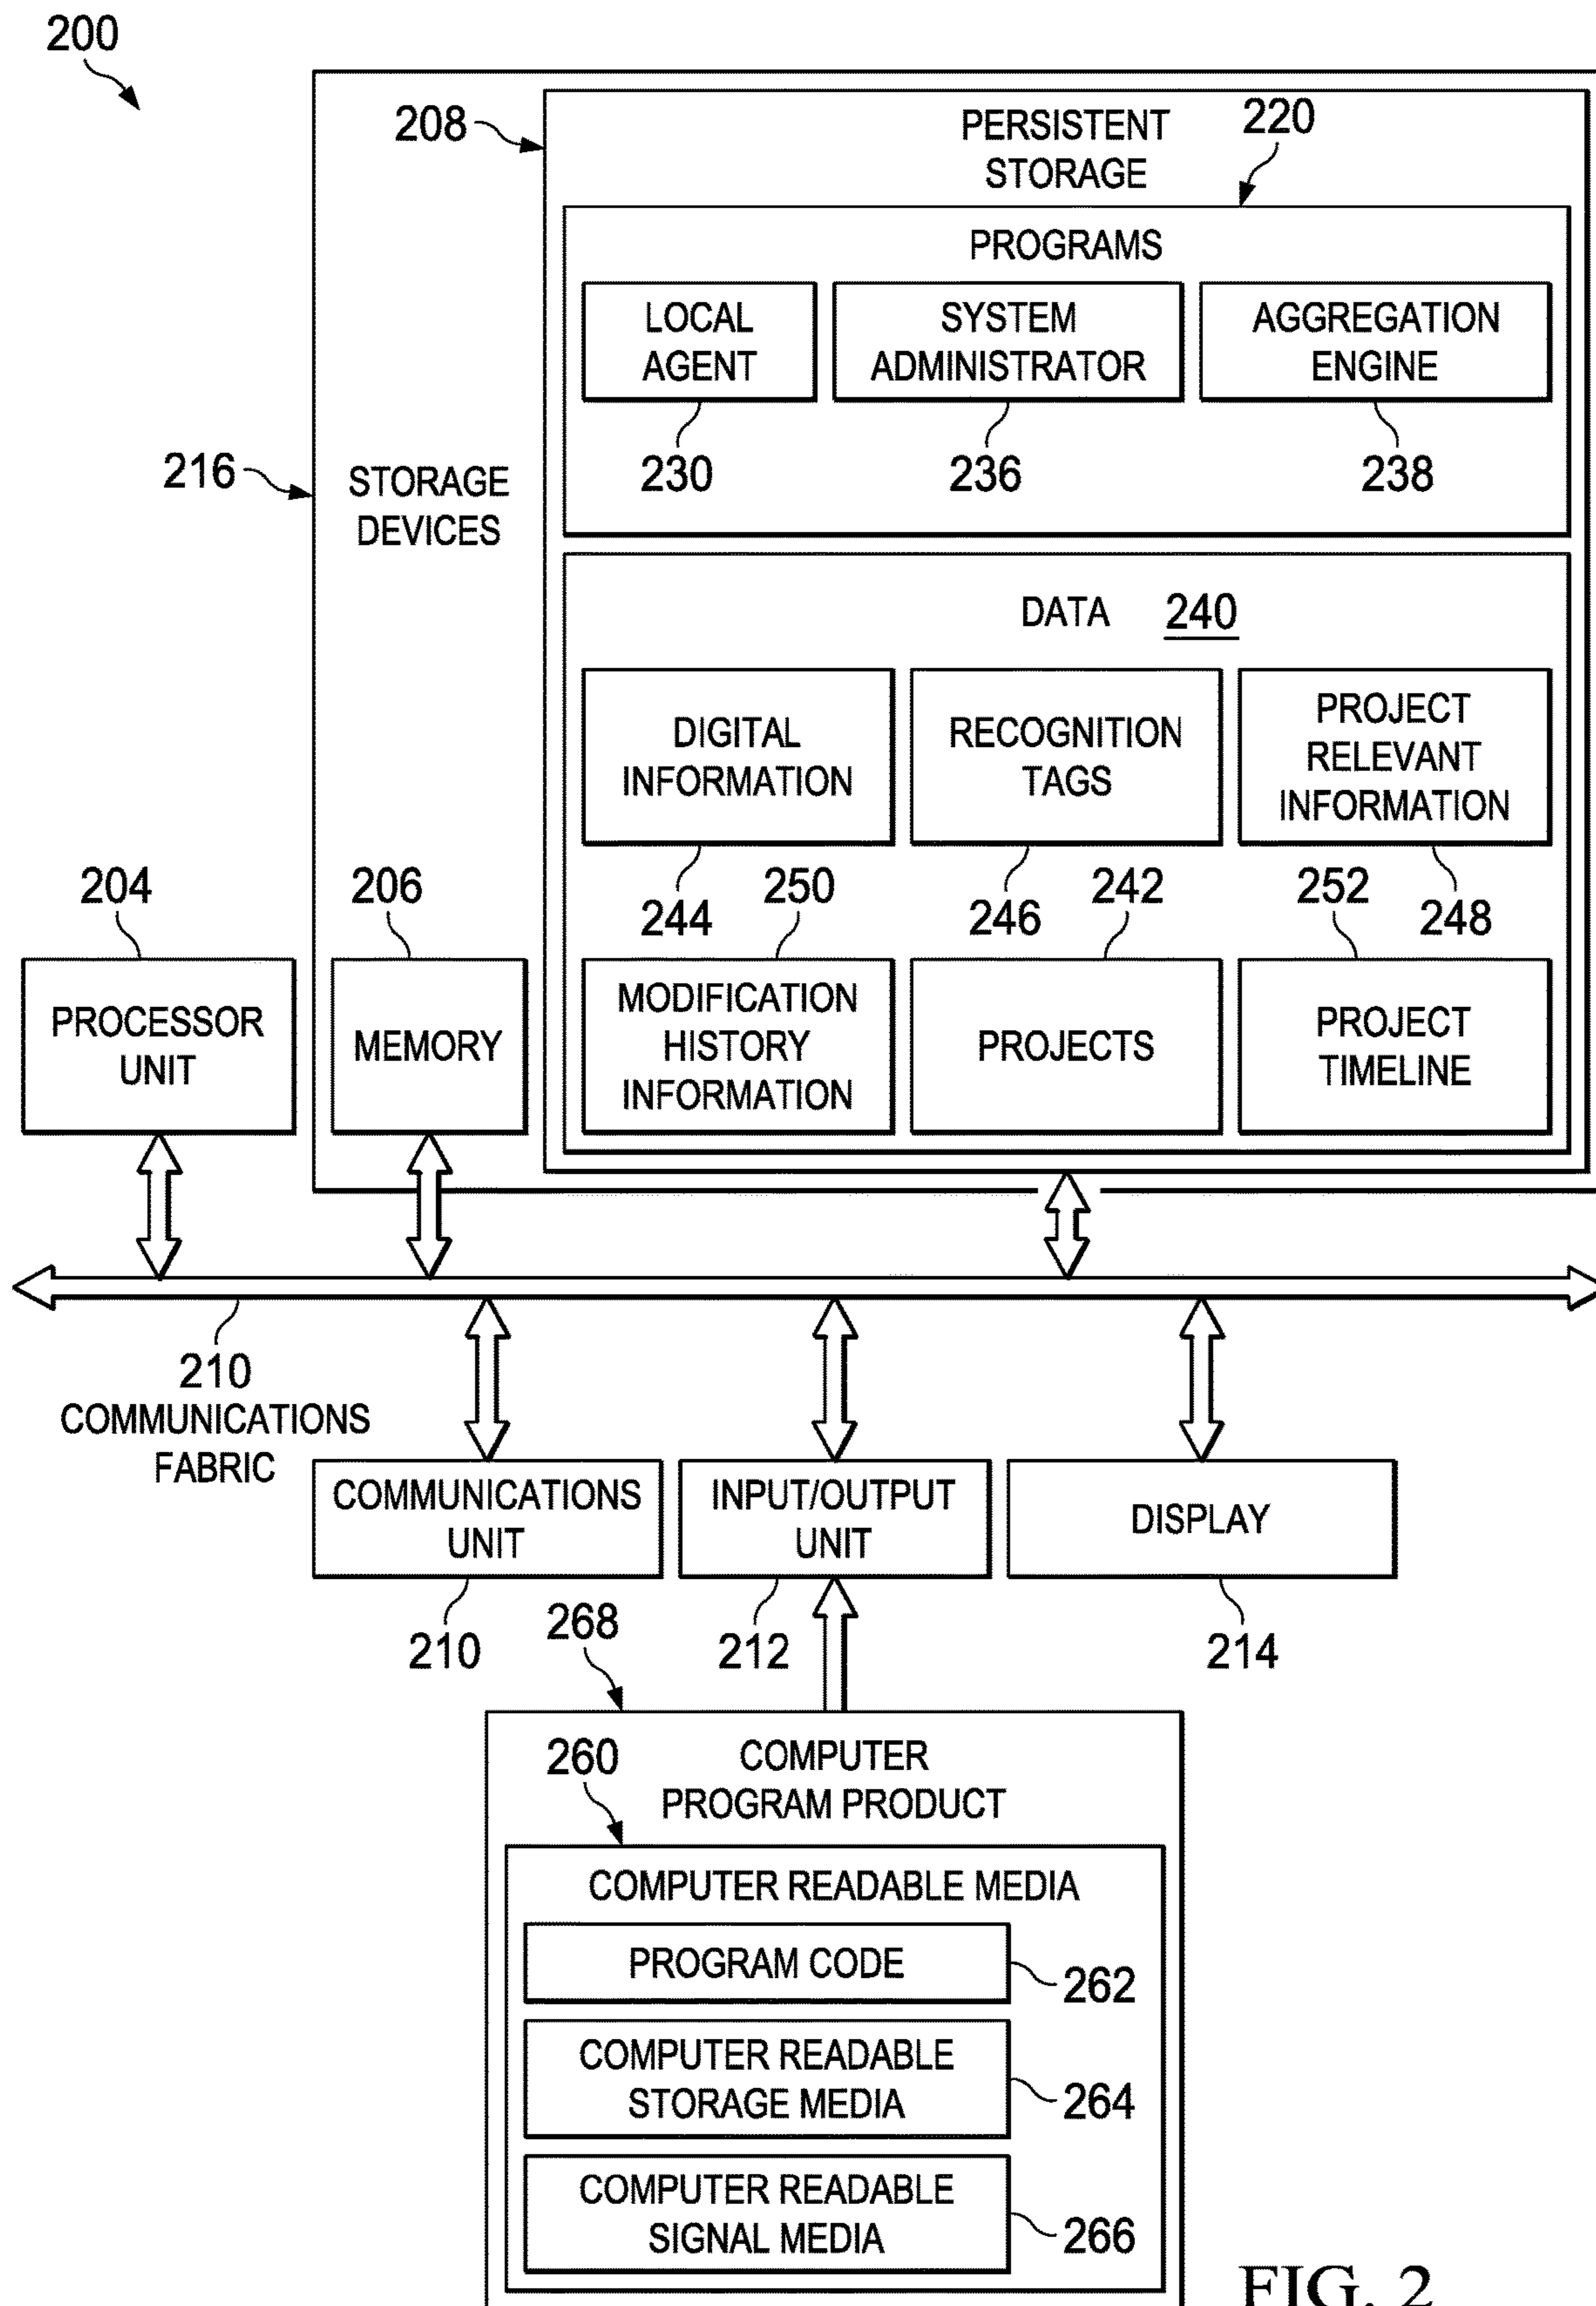 200
208
PERSISTENT
STORAGE
220
PROGRAMS
LOCAL
AGENT
SYSTEM
ADMINISTRATOR
AGGREGATION
ENGINE
230
236
238
216
STORAGE
DEVICES
DATA 240
DIGITAL
INFORMATION
RECOGNITION
TAGS
PROJECT
RELEVANT
INFORMATION
204
206
244
250
246
242
252
248
PROCESSOR
UNIT
MEMORY
MODIFICATION
HISTORY
INFORMATION
PROJECTS
PROJECT
TIMELINE
210
COMMUNICATIONS
FABRIC
COMMUNICATIONS
UNIT
INPUT/OUTPUT
UNIT
DISPLAY
210
268
212
214
COMPUTER
PROGRAM PRODUCT
260
COMPUTER READABLE MEDIA
PROGRAM CODE
262
COMPUTER READABLE
STORAGE MEDIA
264
COMPUTER READABLE
SIGNAL MEDIA
266
FIG. 2